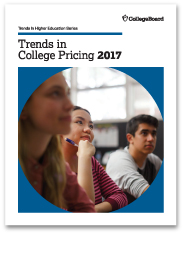 CollegeBoard
Trends in Higher Education Series
Trends in
College Pricing 2017